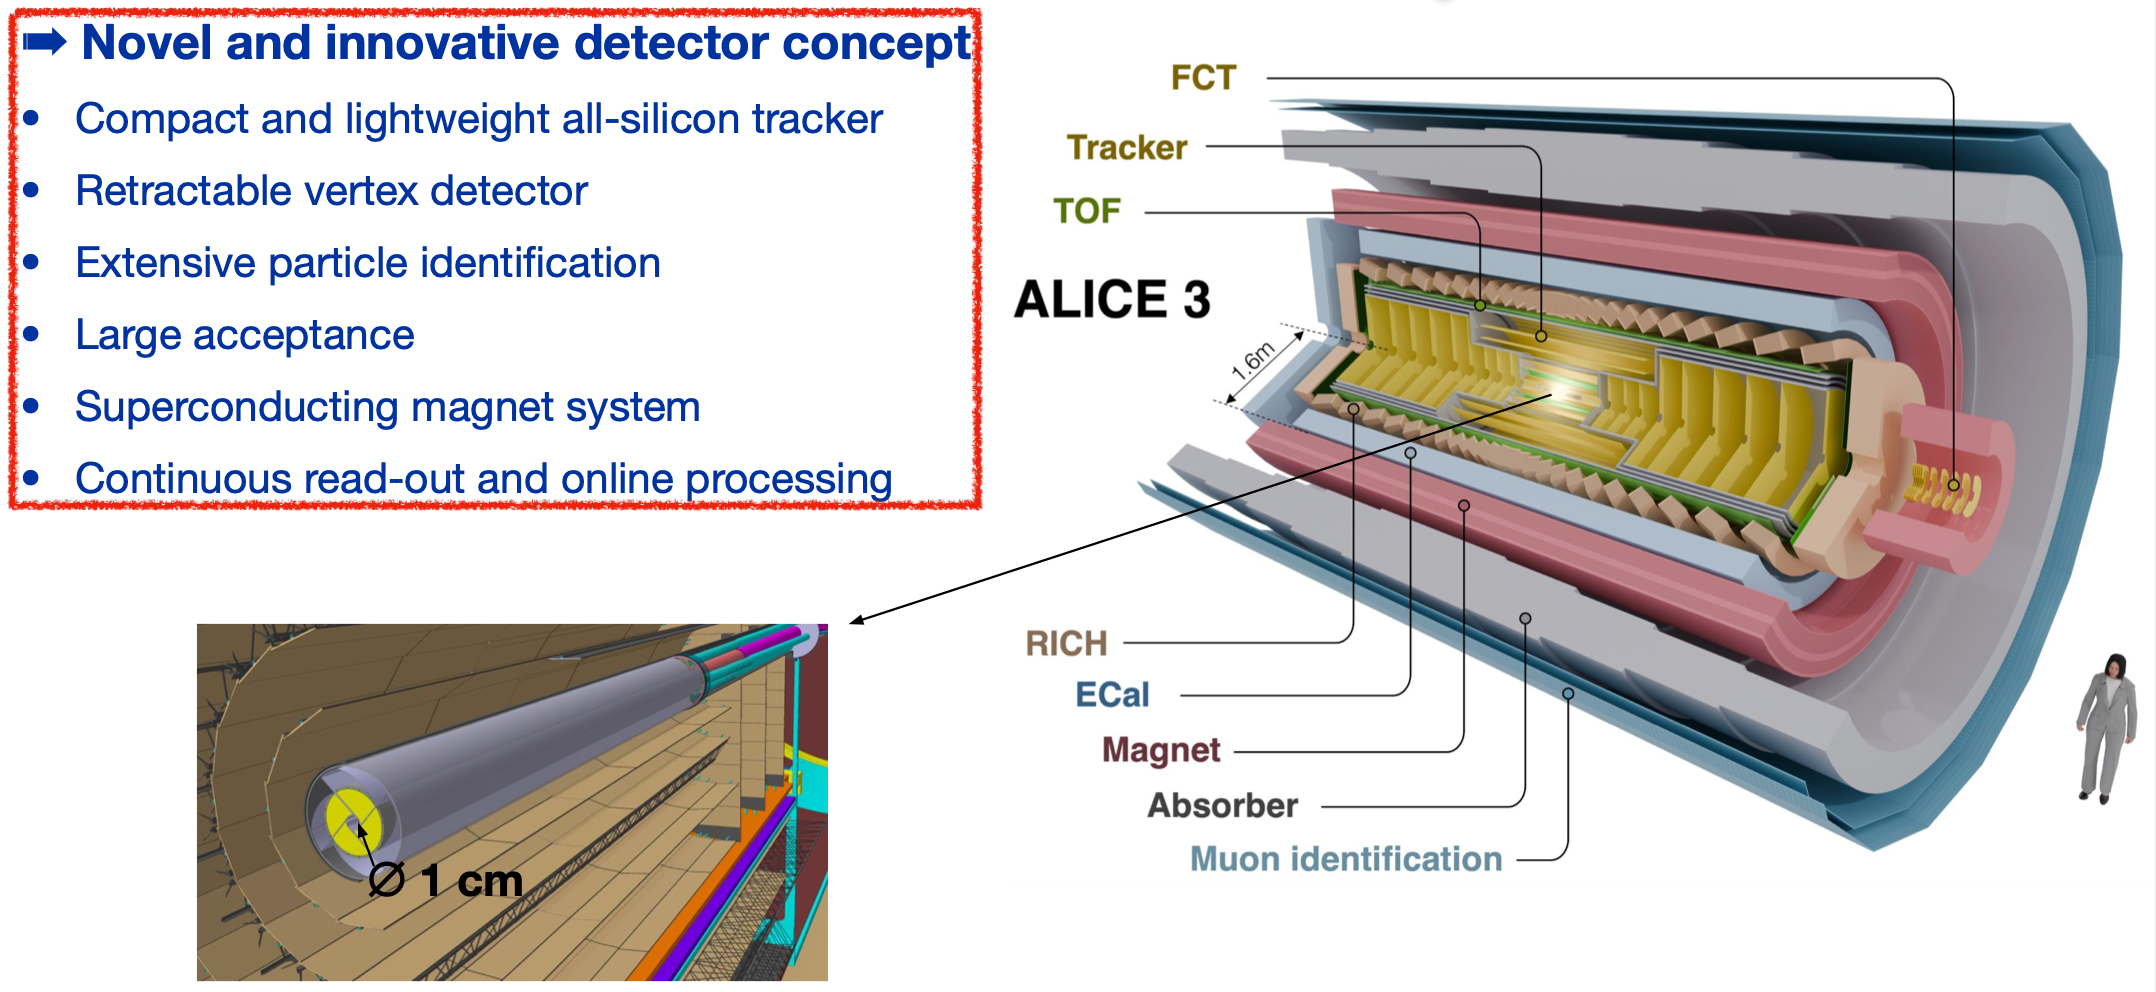 ➡ Novel and innovative detector concept
• Compact and lightweight all-silicon tracker
• Retractable vertex detector
• Extensive particle identification
• Large acceptance
• Superconducting magnet system
• Continuous read-out and online processing
FCT
Tracker
TOF
ALICE 3
1.6m
RICH
ECal
Magnet
Absorber
Muon identification
∅ 1 cm